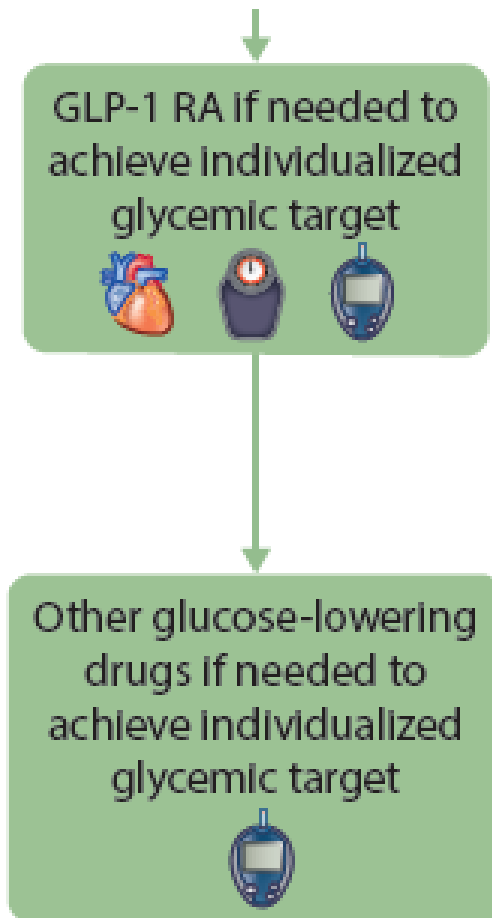 GLP-1 RA if needed to
achieve individualized
glycemic target
Other glucose-lowering
drugs if needed to
achieve individualized
glycemic target